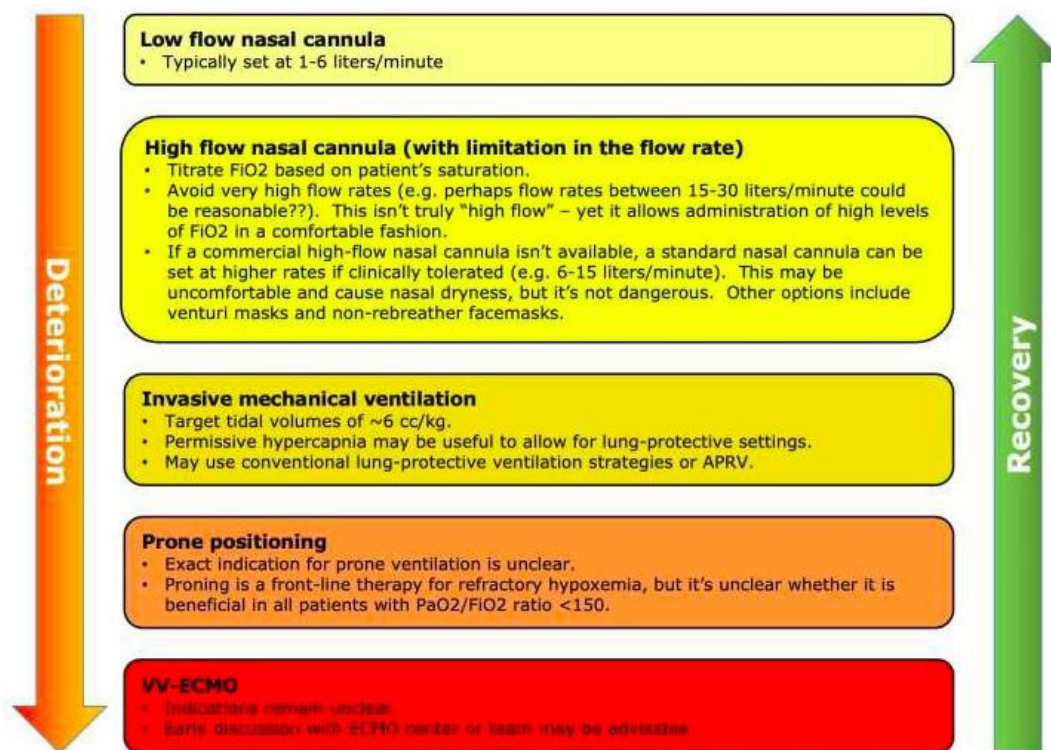 Low flow nasal cannula
• Typically set at 1-6 liters/minute
High flow nasal cannula (with limitation in the flow rate)
• Titrate FiO2 based on patient's saturation.
• Avoid very high flow rates (e.g. perhaps flow rates between 15-30 liters/minute could
be reasonable??). This isn't truly "high flow" – yet it allows administration of high levels
of FiO2 in a comfortable fashion.
• If a commercial high-flow nasal cannula isn't available, a standard nasal cannula can be
set at higher rates if clinically tolerated (e.g. 6-15 liters/minute). This may be
uncomfortable and cause nasal dryness, but it's not dangerous. Other options include
venturi masks and non-rebreather facemasks.
Invasive mechanical ventilation
• Target tidal volumes of ~6 cc/kg.
• Permissive hypercapnia may be useful to allow for lung-protective settings.
• May use conventional lung-protective ventilation strategies or APRV.
Prone positioning
• Exact indication for prone ventilation is unclear.
• Proning is a front-line therapy for refractory hypoxemia, but it's unclear whether it is
beneficial in all patients with PaO2/FiO2 ratio <150.
VV-ECMO
• Indications remain unclear
• Early discussion with ECMO center or team may be advisable
Deterioration
Recovery